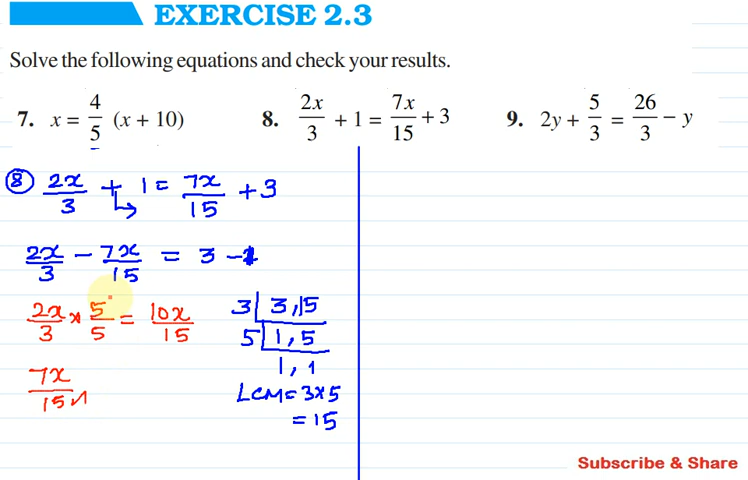 EXERCISE 2.3
Solve the following equations and check your results.
7. x = 4/5 (x + 10)
8. 2x/3 + 1 = 7x/15 + 3
9. 2y + 5/3 = 26/3 − y
⑧ 2x/3 + 1 = 7x/15 + 3
2x/3 − 7x/15 = 3 − 1
2x/3 × 5/5 = 10x/15
7x/15
3 | 3, 15
5 | 1, 5
1, 1
LCM = 3×5
= 15
Subscribe & Share